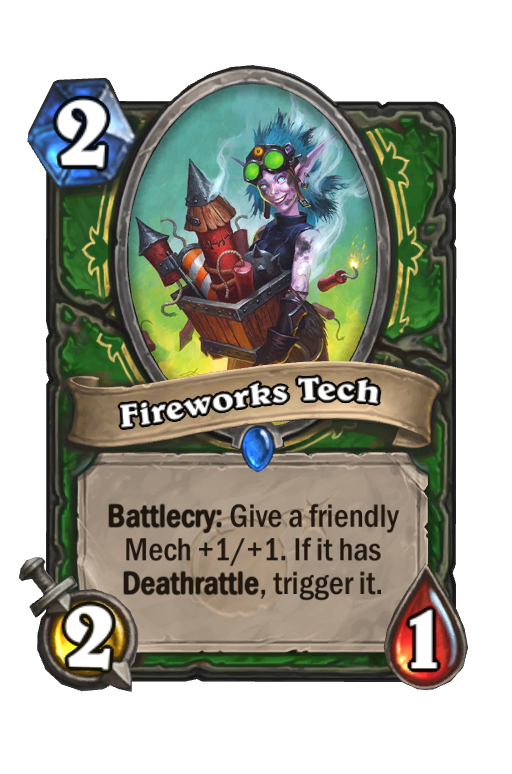 2
Fireworks Tech
Battlecry: Give a friendly
Mech +1/+1. If it has
Deathrattle, trigger it.
2
1